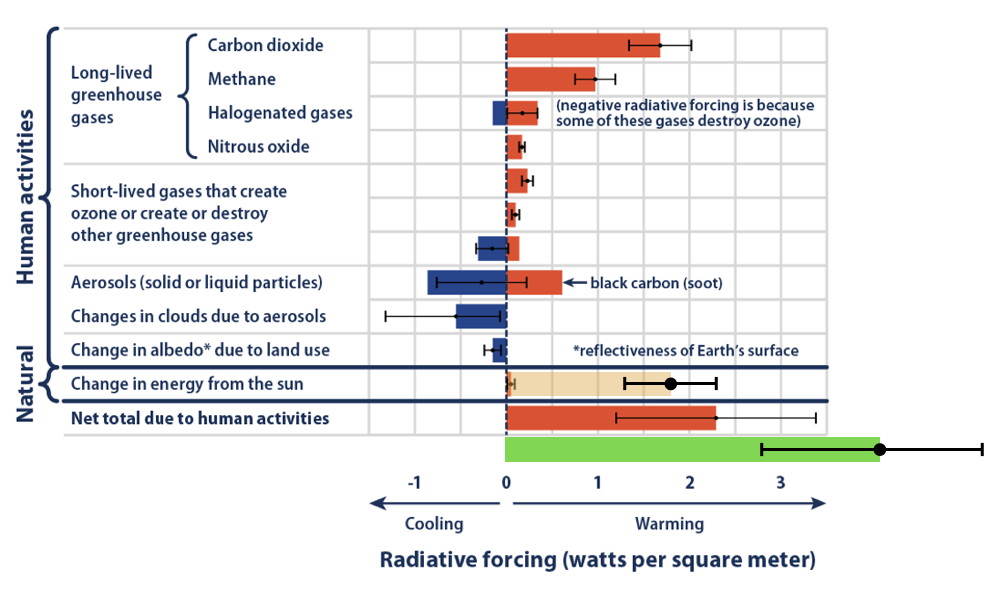 Human activities
Natural
Long-lived
greenhouse
gases
Carbon dioxide
Methane
Halogenated gases
(negative radiative forcing is because
some of these gases destroy ozone)
Nitrous oxide
Short-lived gases that create
ozone or create or destroy
other greenhouse gases
Aerosols (solid or liquid particles)
black carbon (soot)
Changes in clouds due to aerosols
Change in albedo* due to land use
*reflectiveness of Earth's surface
Change in energy from the sun
Net total due to human activities
-1 0 1 2 3
Cooling Warming
Radiative forcing (watts per square meter)